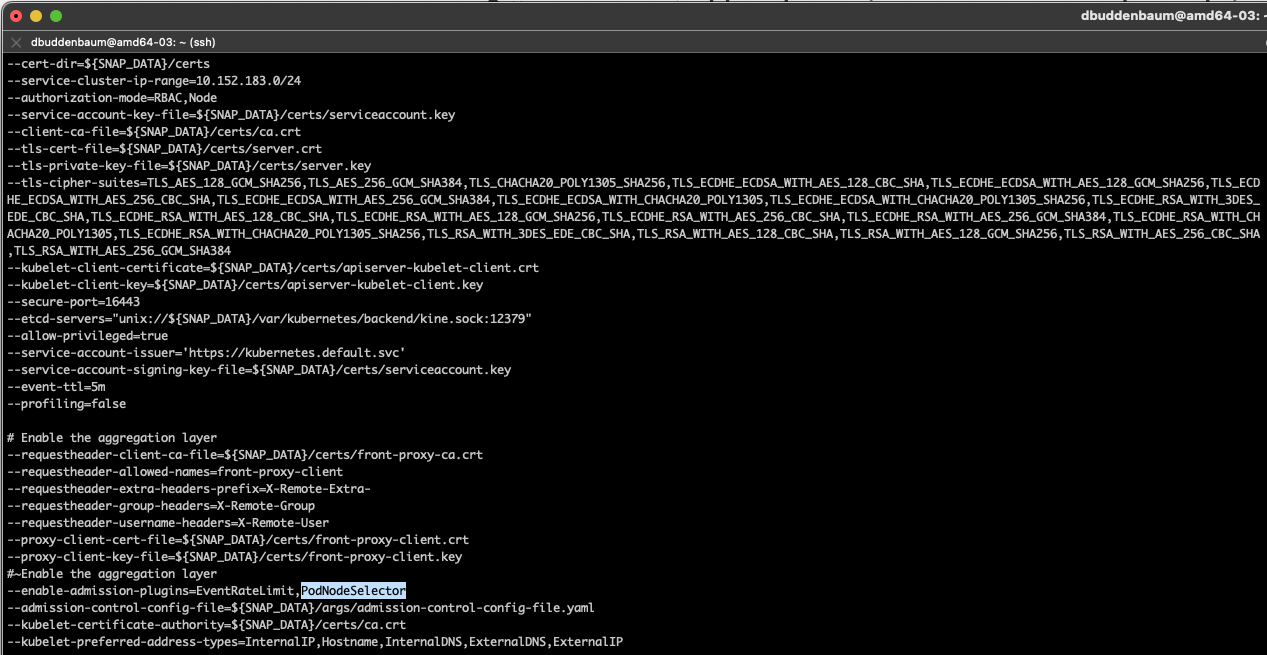 dbuddenbaum@amd64-03: ~
dbuddenbaum@amd64-03: ~ (ssh)
--cert-dir=${SNAP_DATA}/certs
--service-cluster-ip-range=10.152.183.0/24
--authorization-mode=RBAC,Node
--service-account-key-file=${SNAP_DATA}/certs/serviceaccount.key
--client-ca-file=${SNAP_DATA}/certs/ca.crt
--tls-cert-file=${SNAP_DATA}/certs/server.crt
--tls-private-key-file=${SNAP_DATA}/certs/server.key
--tls-cipher-suites=TLS_AES_128_GCM_SHA256,TLS_AES_256_GCM_SHA384,TLS_CHACHA20_POLY1305_SHA256,TLS_ECDHE_ECDSA_WITH_AES_128_CBC_SHA,TLS_ECDHE_ECDSA_WITH_AES_128_GCM_SHA256,TLS_ECD
HE_ECDSA_WITH_AES_256_CBC_SHA,TLS_ECDHE_ECDSA_WITH_AES_256_GCM_SHA384,TLS_ECDHE_ECDSA_WITH_CHACHA20_POLY1305,TLS_ECDHE_ECDSA_WITH_CHACHA20_POLY1305_SHA256,TLS_ECDHE_RSA_WITH_3DES_
EDE_CBC_SHA,TLS_ECDHE_RSA_WITH_AES_128_CBC_SHA,TLS_ECDHE_RSA_WITH_AES_128_GCM_SHA256,TLS_ECDHE_RSA_WITH_AES_256_CBC_SHA,TLS_ECDHE_RSA_WITH_AES_256_GCM_SHA384,TLS_ECDHE_RSA_WITH_CH
ACHA20_POLY1305,TLS_ECDHE_RSA_WITH_CHACHA20_POLY1305_SHA256,TLS_RSA_WITH_3DES_EDE_CBC_SHA,TLS_RSA_WITH_AES_128_CBC_SHA,TLS_RSA_WITH_AES_128_GCM_SHA256,TLS_RSA_WITH_AES_256_CBC_SHA
,TLS_RSA_WITH_AES_256_GCM_SHA384
--kubelet-client-certificate=${SNAP_DATA}/certs/apiserver-kubelet-client.crt
--kubelet-client-key=${SNAP_DATA}/certs/apiserver-kubelet-client.key
--secure-port=16443
--etcd-servers="unix://${SNAP_DATA}/var/kubernetes/backend/kine.sock:12379"
--allow-privileged=true
--service-account-issuer='https://kubernetes.default.svc'
--service-account-signing-key-file=${SNAP_DATA}/certs/serviceaccount.key
--event-ttl=5m
--profiling=false
# Enable the aggregation layer
--requestheader-client-ca-file=${SNAP_DATA}/certs/front-proxy-ca.crt
--requestheader-allowed-names=front-proxy-client
--requestheader-extra-headers-prefix=X-Remote-Extra-
--requestheader-group-headers=X-Remote-Group
--requestheader-username-headers=X-Remote-User
--proxy-client-cert-file=${SNAP_DATA}/certs/front-proxy-client.crt
--proxy-client-key-file=${SNAP_DATA}/certs/front-proxy-client.key
#~Enable the aggregation layer
--enable-admission-plugins=EventRateLimit,PodNodeSelector
--admission-control-config-file=${SNAP_DATA}/args/admission-control-config-file.yaml
--kubelet-certificate-authority=${SNAP_DATA}/certs/ca.crt
--kubelet-preferred-address-types=InternalIP,Hostname,InternalDNS,ExternalDNS,ExternalIP